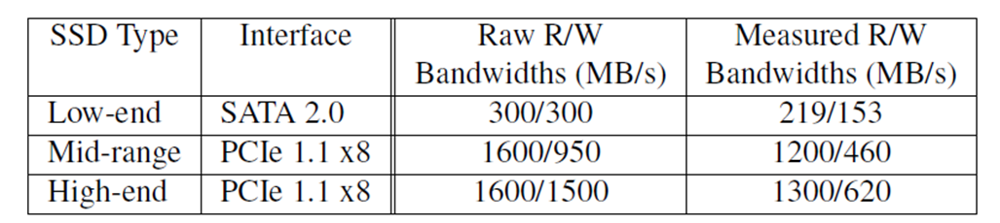 SSD Type Interface Raw R/W Measured R/W
Bandwidths (MB/s) Bandwidths (MB/s)
Low-end SATA 2.0 300/300 219/153
Mid-range PCIe 1.1 x8 1600/950 1200/460
High-end PCIe 1.1 x8 1600/1500 1300/620